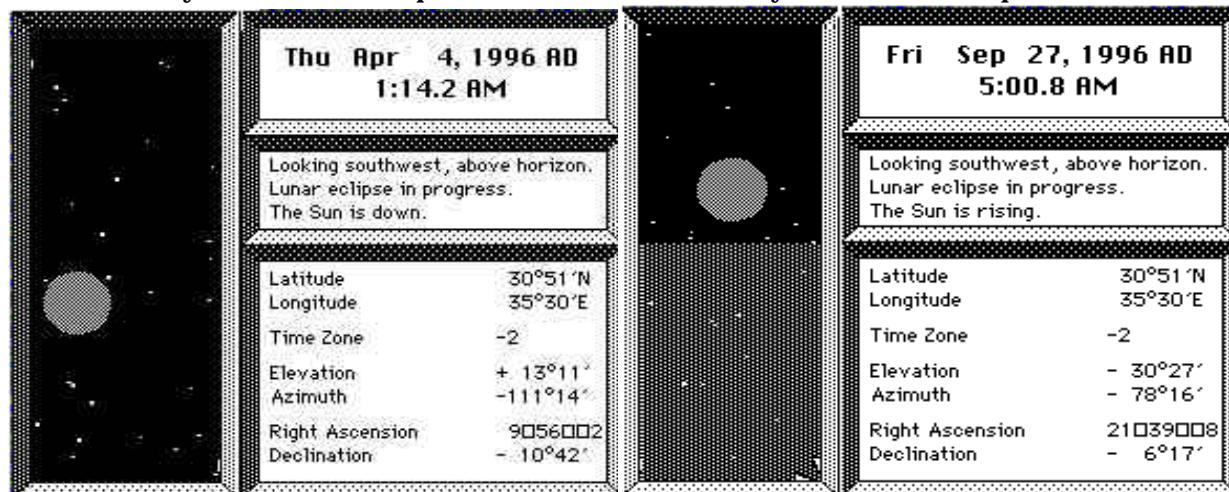 Thu Apr 4, 1996 AD
1:14.2 AM
Looking southwest, above horizon.
Lunar eclipse in progress.
The Sun is down.
Latitude 30°51´N
Longitude 35°30´E
Time Zone -2
Elevation + 13°11´
Azimuth -111°14´
Right Ascension 9□56□□2
Declination - 10°42´
Fri Sep 27, 1996 AD
5:00.8 AM
Looking southwest, above horizon.
Lunar eclipse in progress.
The Sun is rising.
Latitude 30°51´N
Longitude 35°30´E
Time Zone -2
Elevation - 30°27´
Azimuth - 78°16´
Right Ascension 21□39□□8
Declination - 6°17´